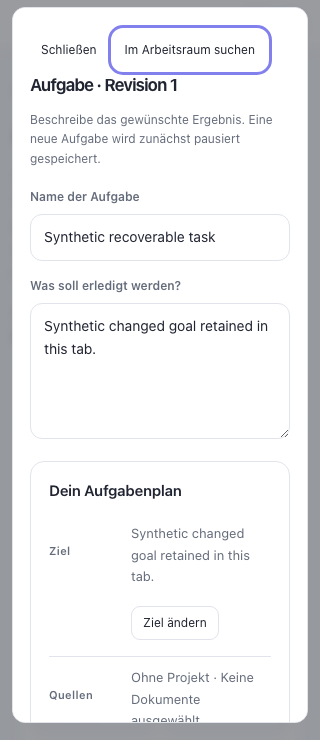 Schließen
Im Arbeitsraum suchen
Aufgabe · Revision 1
Beschreibe das gewünschte Ergebnis. Eine
neue Aufgabe wird zunächst pausiert
gespeichert.
Name der Aufgabe
Synthetic recoverable task
Was soll erledigt werden?
Synthetic changed goal retained in
this tab.
Dein Aufgabenplan
Ziel
Synthetic changed
goal retained in this
tab.
Ziel ändern
Quellen
Ohne Projekt · Keine
Dokumente
ausgewählt